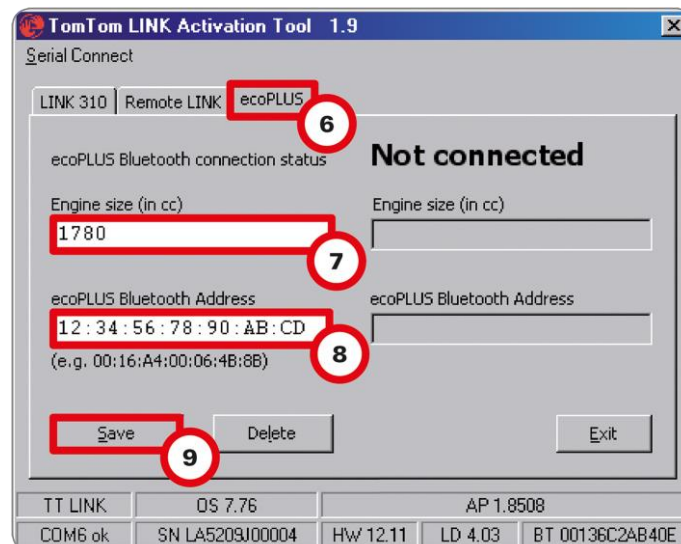 TomTom LINK Activation Tool 1.9
Serial Connect
LINK 310 Remote LINK ecoPLUS
6
ecoPLUS Bluetooth connection status Not connected
Engine size (in cc) Engine size (in cc)
1780
7
ecoPLUS Bluetooth Address ecoPLUS Bluetooth Address
12:34:56:78:90:AB:CD
8
(e.g. 00:16:A4:00:06:4B:8B)
Save Delete Exit
9
TT LINK OS 7.76 AP 1.8508
COM6 ok SN LA5209J00004 HW 12.11 LD 4.03 BT 00136C2AB40E